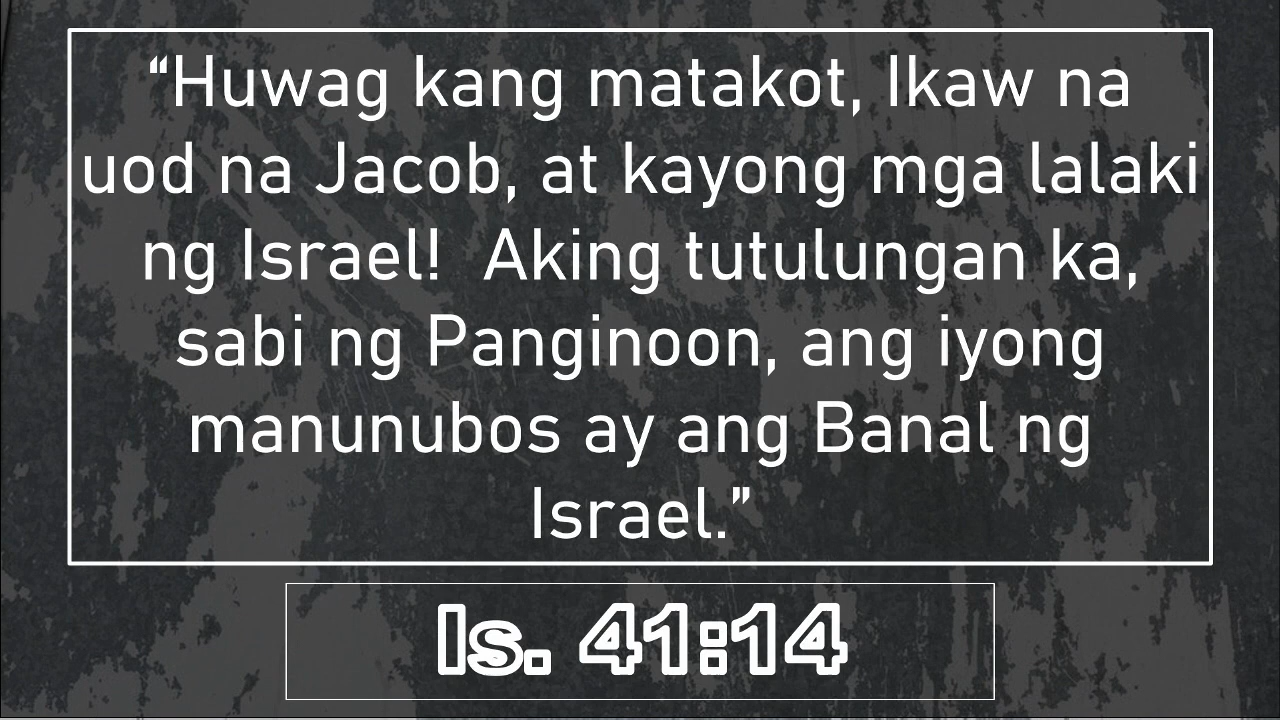 “Huwag kang matakot, Ikaw na
uod na Jacob, at kayong mga lalaki
ng Israel!  Aking tutulungan ka,
sabi ng Panginoon, ang iyong
manunubos ay ang Banal ng
Israel.”
Is. 41:14